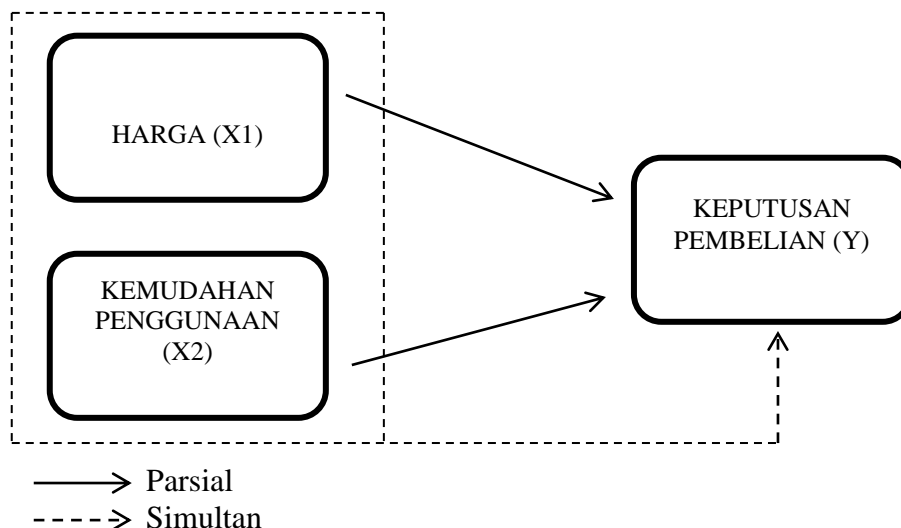 HARGA (X1)
KEMUDAHAN
PENGGUNAAN
(X2)
KEPUTUSAN
PEMBELIAN (Y)
Parsial
Simultan